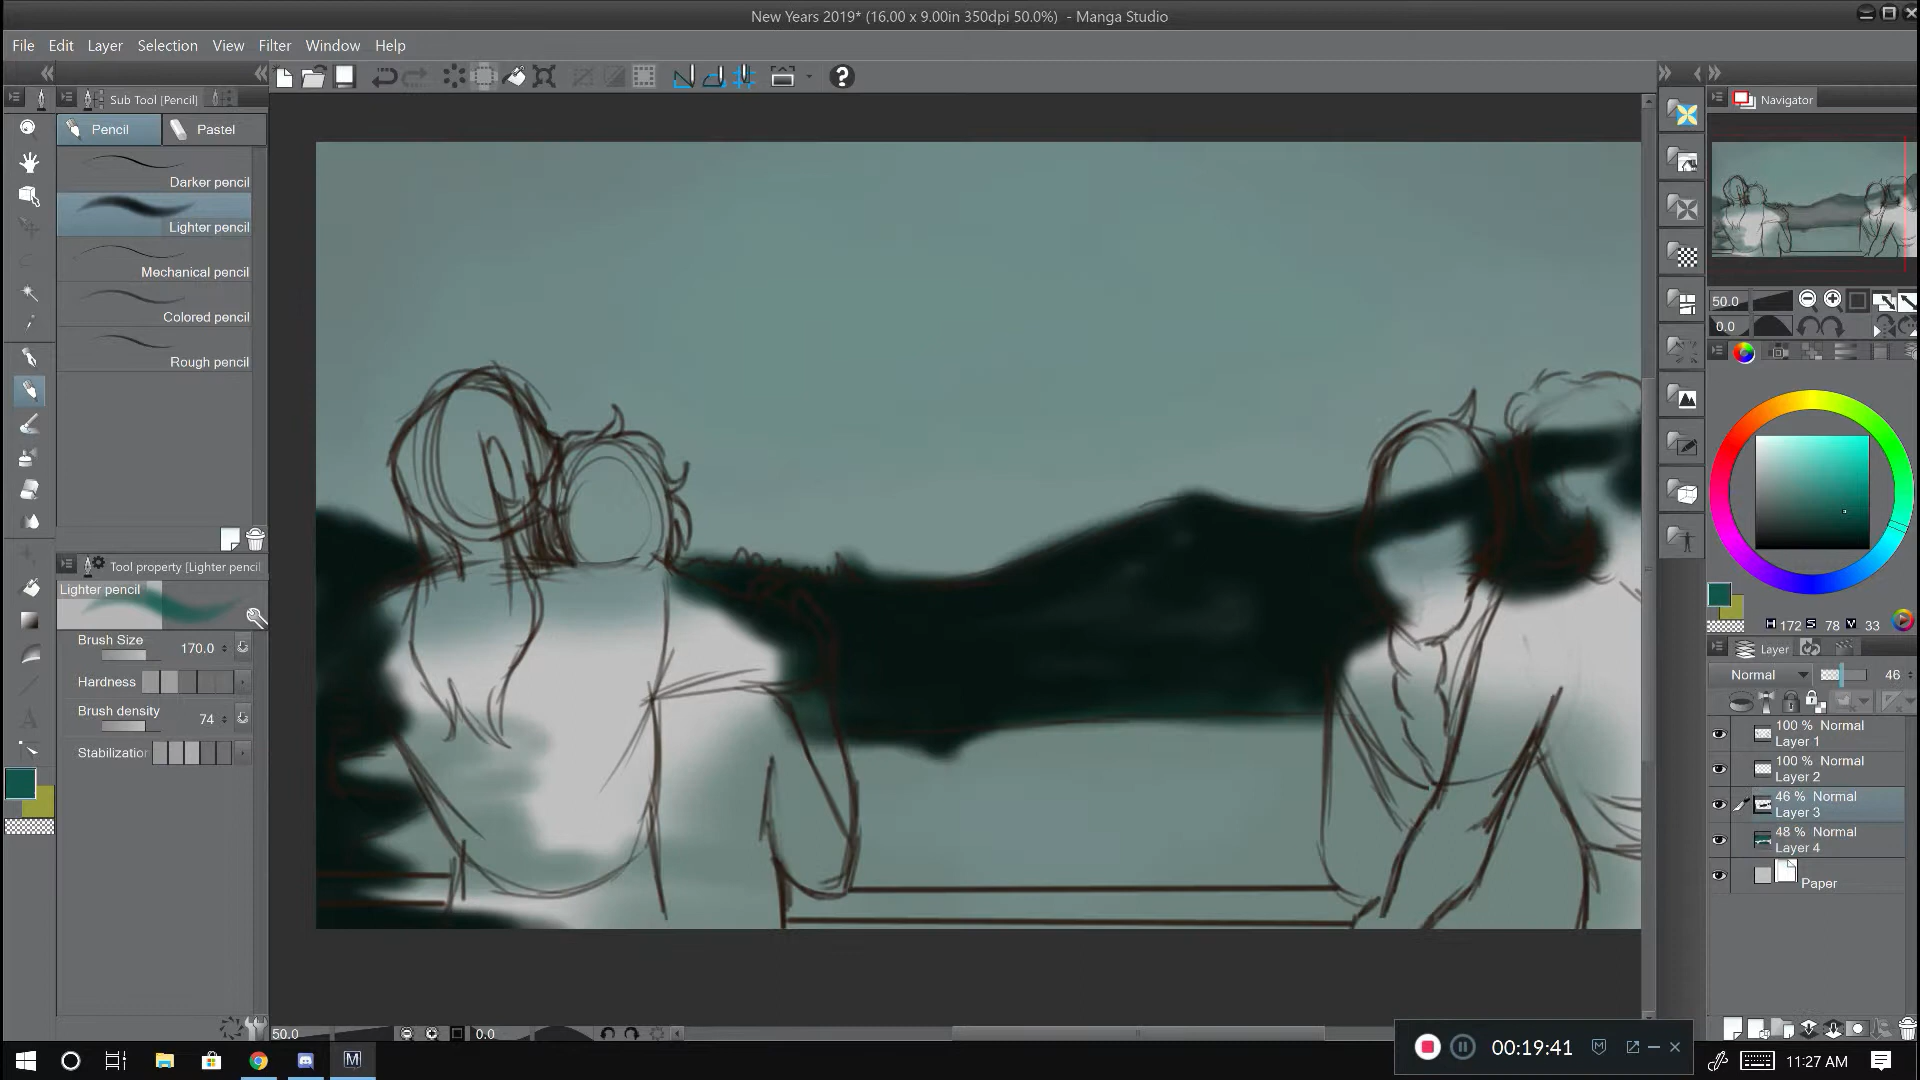 New Years 2019* (16.00 x 9.00in 350dpi 50.0%) - Manga Studio
File Edit Layer Selection View Filter Window Help
Sub Tool [Pencil]
Pencil Pastel
Darker pencil
Lighter pencil
Mechanical pencil
Colored pencil
Rough pencil
Tool property [Lighter pencil
Lighter pencil
Brush Size 170.0
Hardness
Brush density 74
Stabilization
50.0 0.0
Navigator
50.0
0.0
H 172 S 78 V 33
Layer
Normal 46
100 % Normal
Layer 1
100 % Normal
Layer 2
46 % Normal
Layer 3
48 % Normal
Layer 4
Paper
00:19:41
11:27 AM